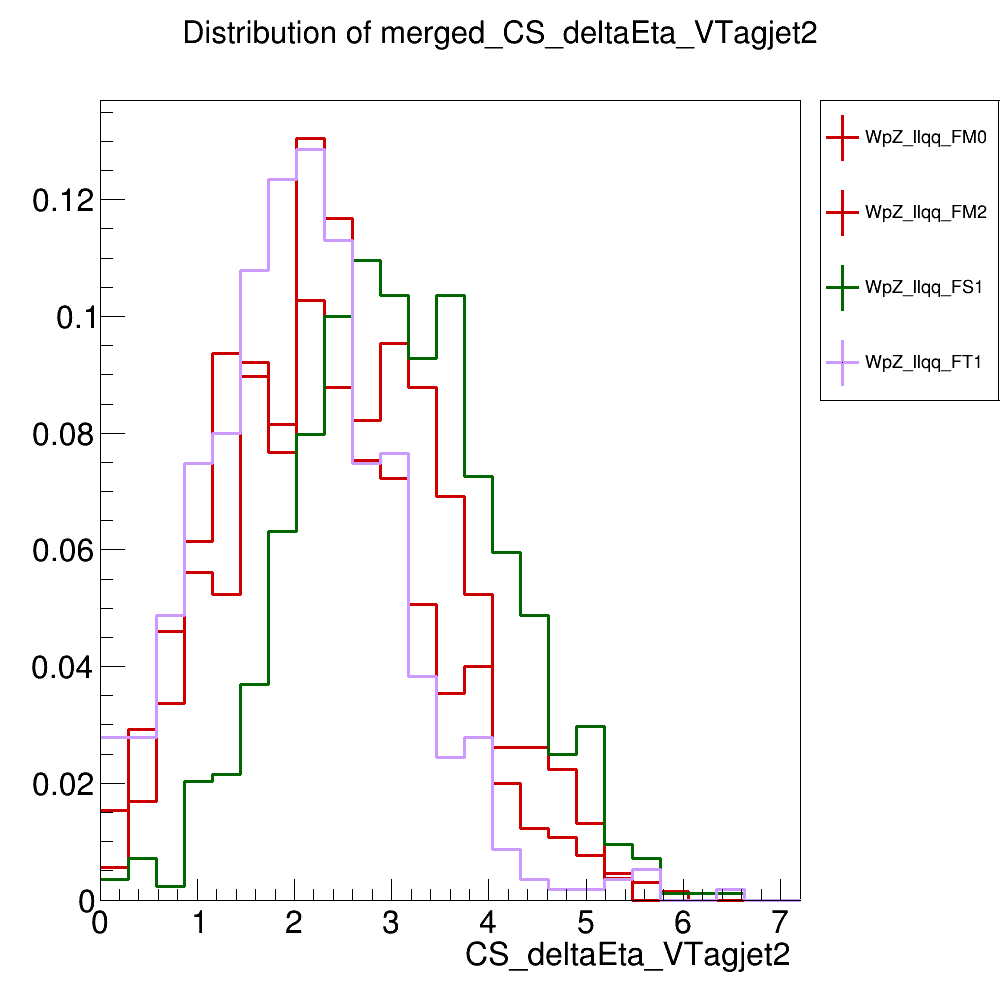 Distribution of merged_CS_deltaEta_VTagjet2
WpZ_llqq_FM0
WpZ_llqq_FM2
WpZ_llqq_FS1
WpZ_llqq_FT1
0.12
0.1
0.08
0.06
0.04
0.02
0
0 1 2 3 4 5 6 7
CS_deltaEta_VTagjet2